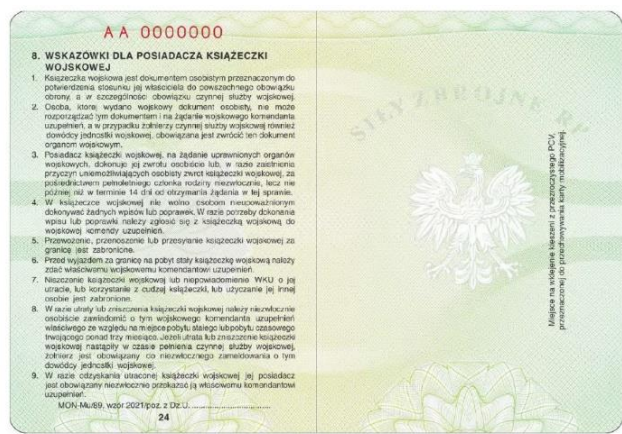 AA 0000000
8. WSKAZÓWKI DLA POSIADACZA KSIĄŻECZKI
WOJSKOWEJ
1. Książeczka wojskowa jest dokumentem osobistym przeznaczonym do
potwierdzenia stosunku jej właściciela do powszechnego obowiązku
obrony, a w szczególności obowiązku czynnej służby wojskowej.
2. Osoba, której wydano wojskowy dokument osobisty, nie może
rozporządzać tym dokumentem i na żądanie wojskowego komendanta
uzupełnień, a w przypadku żołnierzy czynnej służby wojskowej również
dowódcy jednostki wojskowej, obowiązana jest zwrócić ten dokument
organom wojskowym.
3. Posiadacz książeczki wojskowej, na żądanie uprawnionych organów
wojskowych, dokonuje jej zwrotu osobiście lub, w razie zaistnienia
przyczyn uniemożliwiających osobisty zwrot książeczki wojskowej, za
pośrednictwem pełnoletniego członka rodziny niezwłocznie, lecz nie
później niż w terminie 14 dni od otrzymania żądania w tej sprawie.
4. W książeczce wojskowej nie wolno osobom nieupoważnionym
dokonywać żadnych wpisów lub poprawek. W razie potrzeby dokonania
wpisu lub poprawki należy zgłosić się z książeczką wojskową do
wojskowej komendy uzupełnień.
5. Przewożenie, przenoszenie lub przesyłanie książeczki wojskowej za
granicę jest zabronione.
6. Przed wyjazdem za granicę na pobyt stały książeczkę wojskową należy
zdać właściwemu wojskowemu komendantowi uzupełnień.
7. Niszczenie książeczki wojskowej lub niepowiadomienie WKU o jej
utracie, lub korzystanie z cudzej książeczki, lub użyczanie jej innej
osobie jest zabronione.
8. W razie utraty lub zniszczenia książeczki wojskowej należy niezwłocznie
osobiście zawiadomić o tym wojskowego komendanta uzupełnień
właściwego ze względu na miejsce pobytu stałego lub pobytu czasowego
trwającego ponad trzy miesiące. Jeżeli utrata lub zniszczenie książeczki
wojskowej nastąpiły w czasie pełnienia czynnej służby wojskowej,
żołnierz jest obowiązany do niezwłocznego zameldowania o tym
dowódcy jednostki wojskowej.
9. W razie odzyskania utraconej książeczki wojskowej jej posiadacz
jest obowiązany niezwłocznie przekazać ją właściwemu komendantowi
uzupełnień.
MON-Mu/89, wzór 2021/poz. z Dz.U. ................................
24
SIŁY ZBROJNE RP
Miejsce na wklejenie kieszeni z przezroczystego PCV,
przeznaczonej do przechowywania karty mobilizacyjnej.